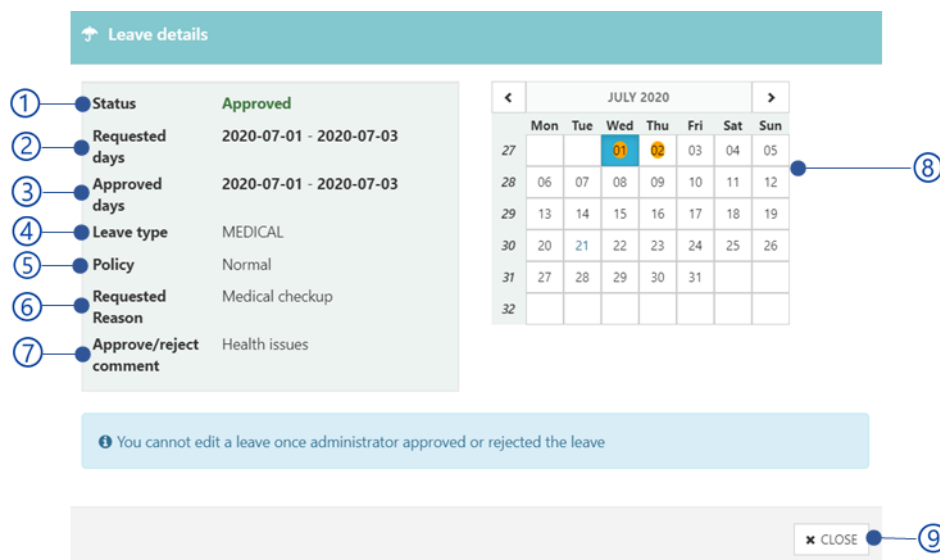 Leave details
1 Status Approved
2 Requested days 2020-07-01 - 2020-07-03
3 Approved days 2020-07-01 - 2020-07-03
4 Leave type MEDICAL
5 Policy Normal
6 Requested Reason Medical checkup
7 Approve/reject comment Health issues
JULY 2020
Mon Tue Wed Thu Fri Sat Sun
27 01 02 03 04 05
28 06 07 08 09 10 11 12
29 13 14 15 16 17 18 19
30 20 21 22 23 24 25 26
31 27 28 29 30 31
32
8
You cannot edit a leave once administrator approved or rejected the leave
CLOSE
9